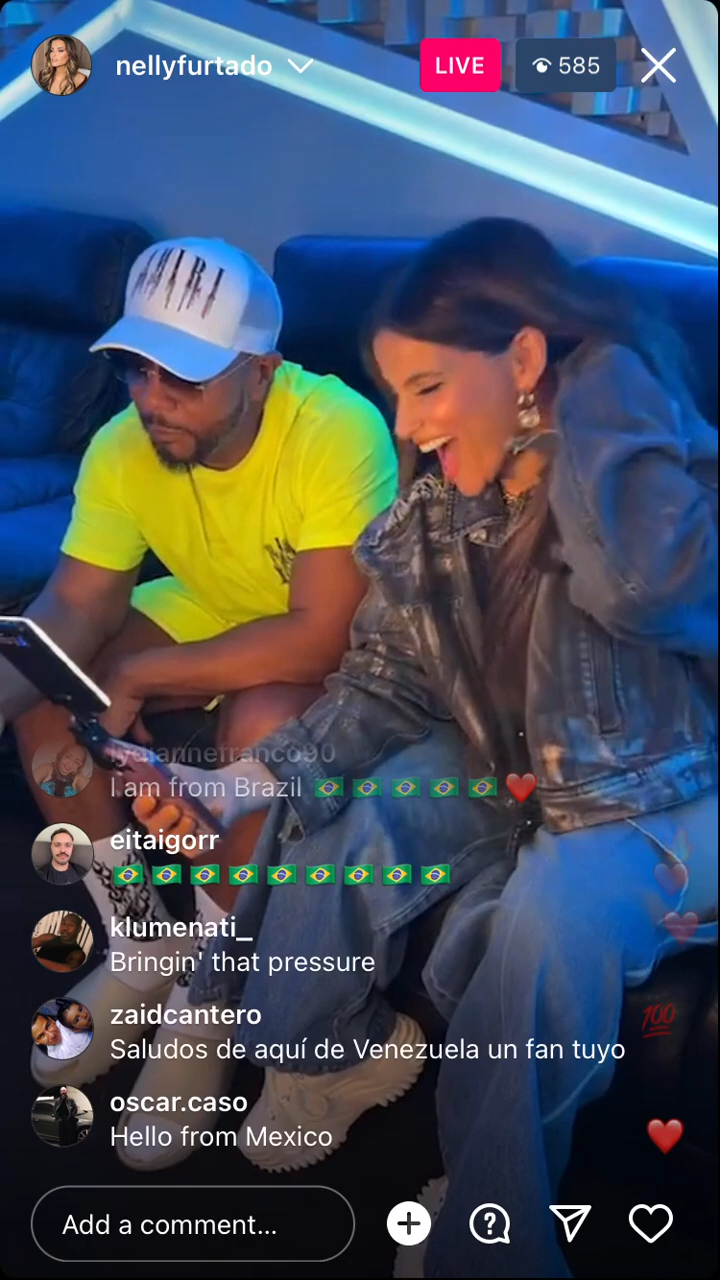 nellyfurtado
LIVE
585
AMIRI
lydiannefranco90
I am from Brazil 🇧🇷 🇧🇷 🇧🇷 🇧🇷 🇧🇷 ❤️
eitaigorr
🇧🇷 🇧🇷 🇧🇷 🇧🇷 🇧🇷 🇧🇷 🇧🇷 🇧🇷 🇧🇷
klumenati_
Bringin' that pressure
zaidcantero
Saludos de aquí de Venezuela un fan tuyo
💯
oscar.caso
Hello from Mexico
Add a comment...